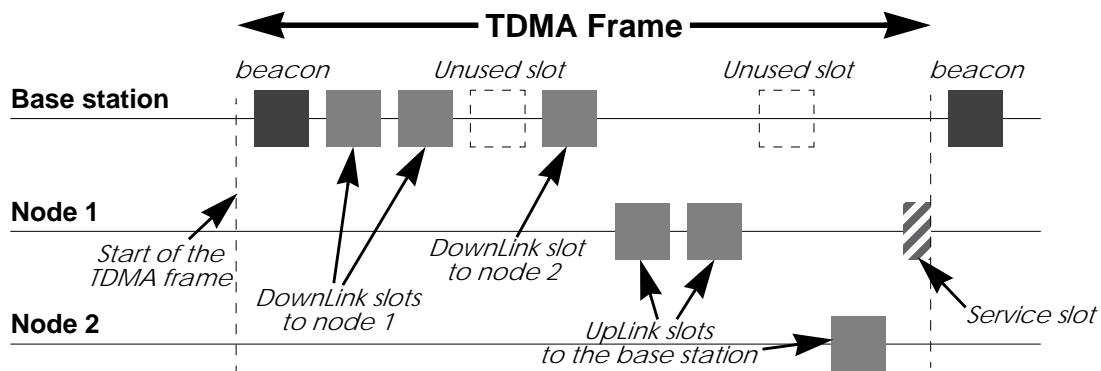 TDMA Frame
beacon
Unused slot
Unused slot
beacon
Base station
Node 1
Start of the
TDMA frame
DownLink slots
to node 1
DownLink slot
to node 2
UpLink slots
to the base station
Service slot
Node 2